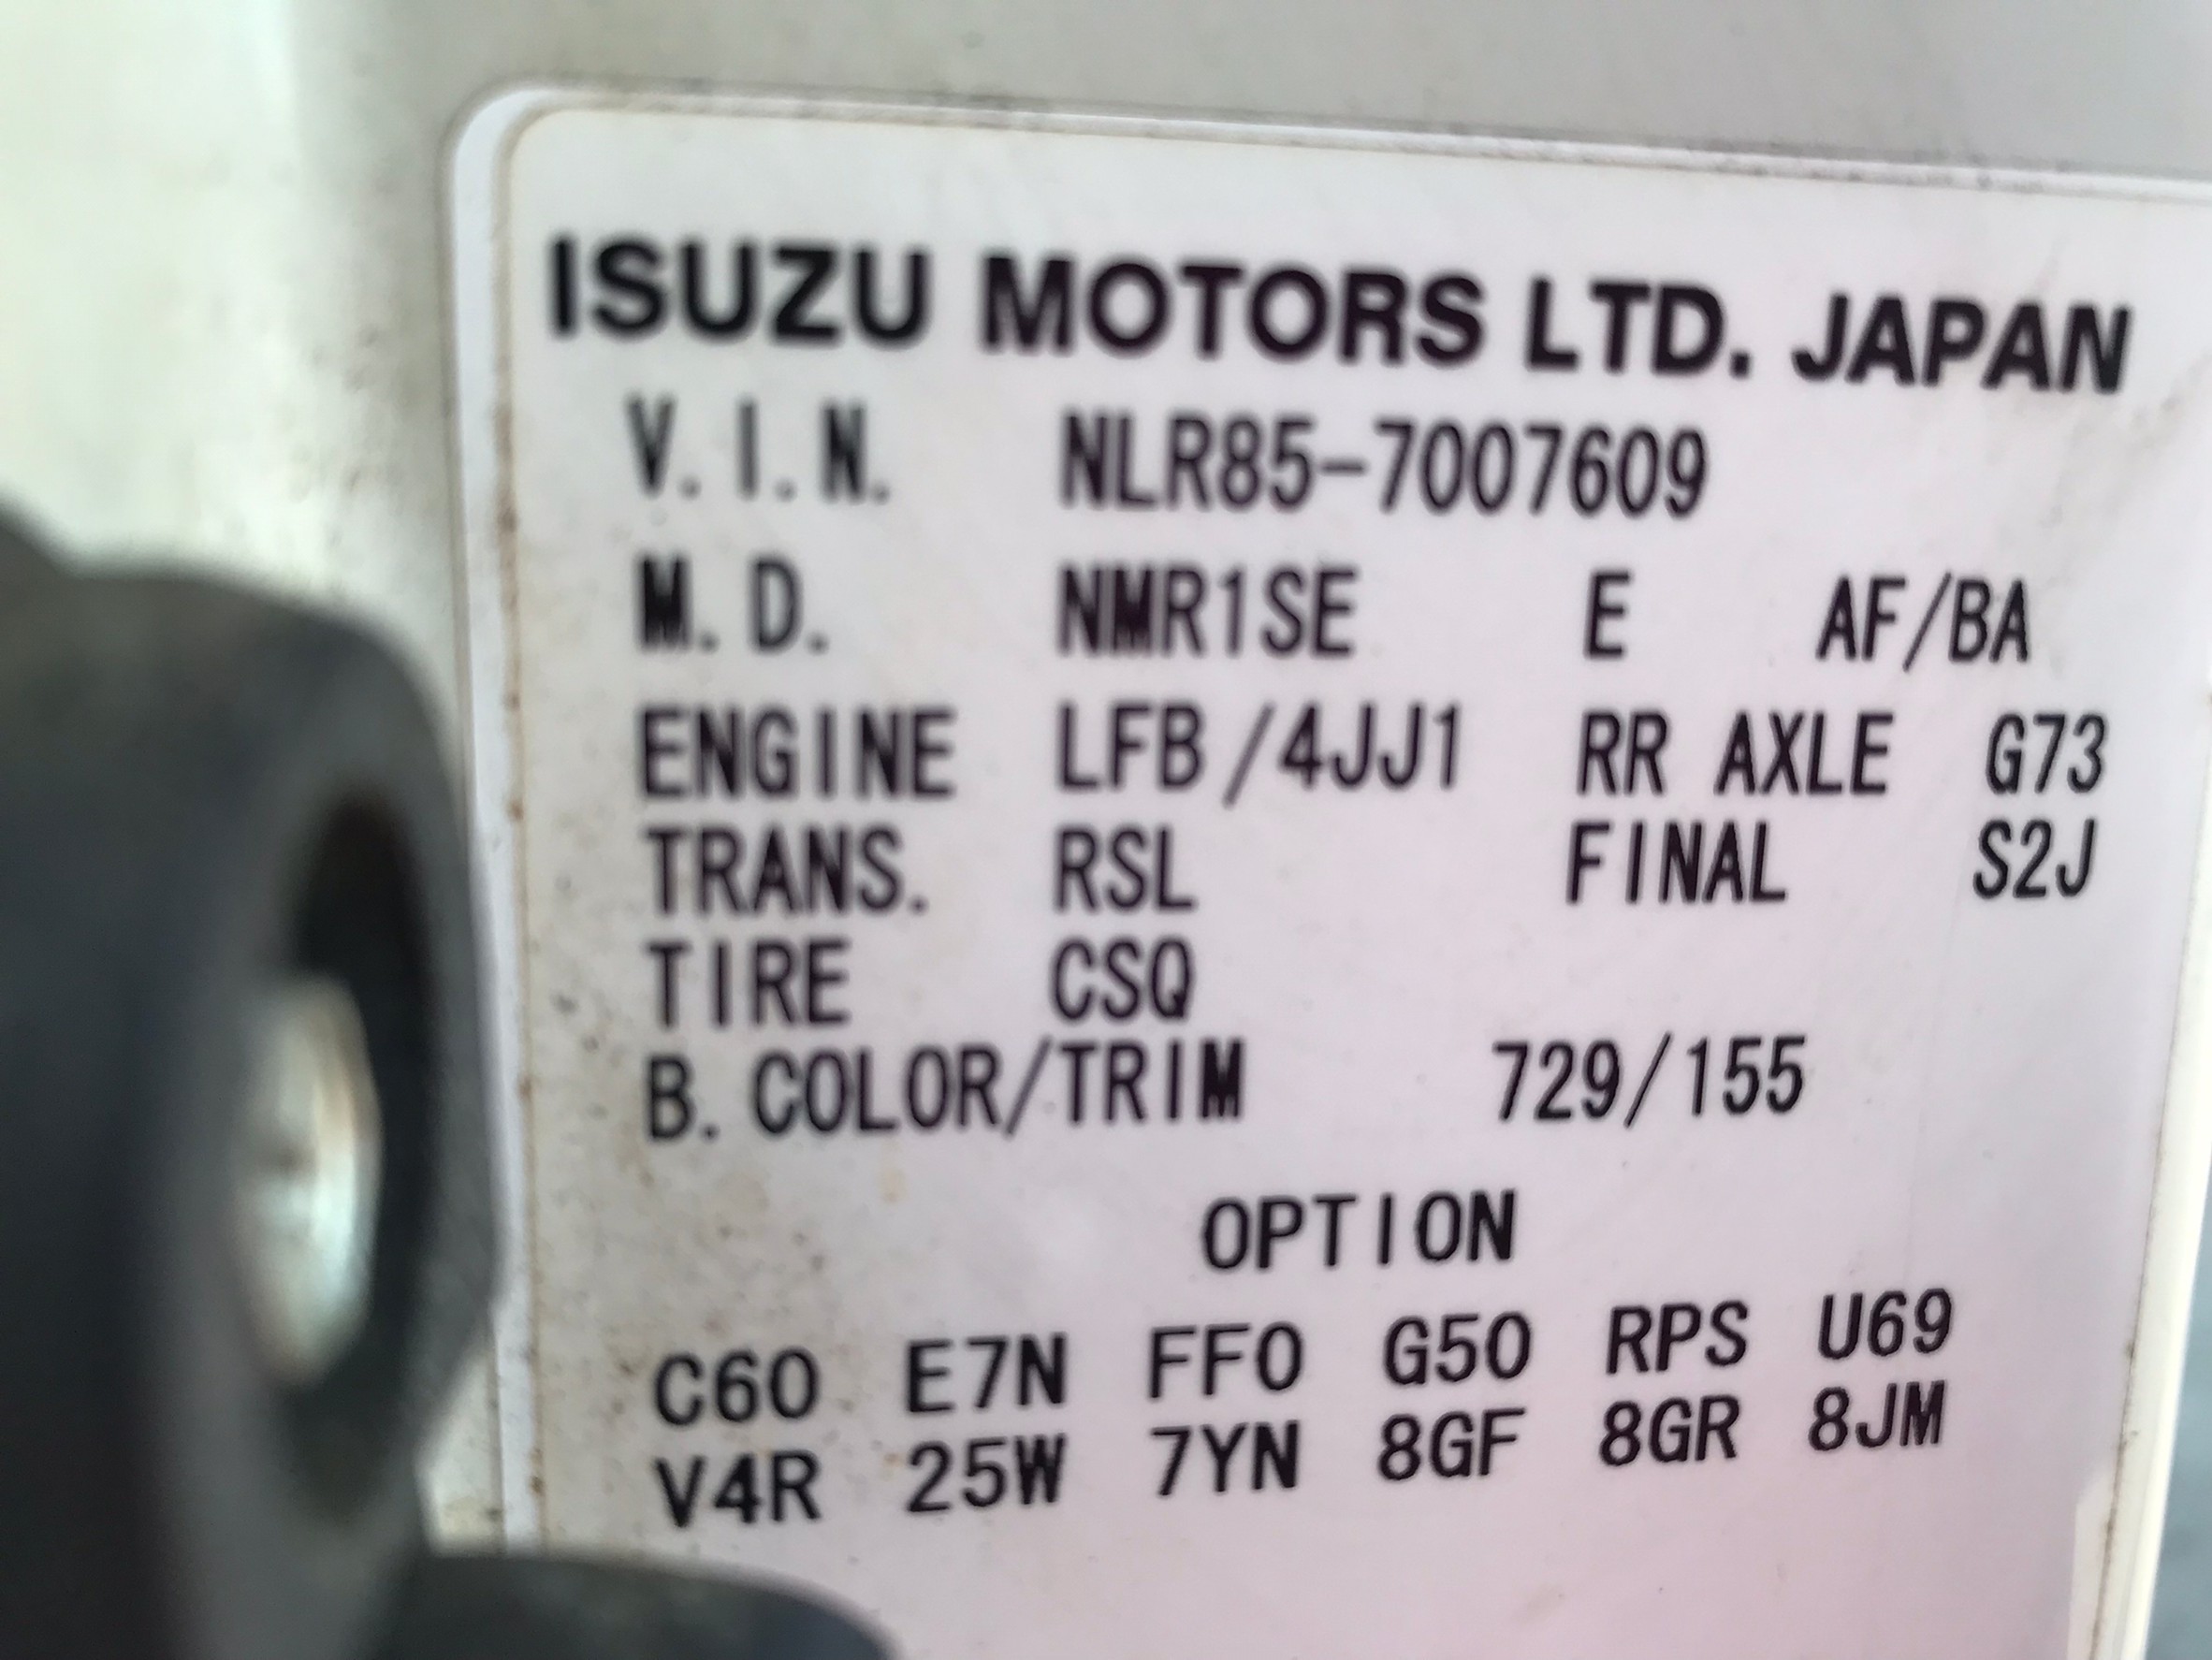 ISUZU MOTORS LTD. JAPAN
V.I.N. NLR85-7007609
M.D. NMR1SE E AF/BA
ENGINE LFB/4JJ1 RR AXLE G73
TRANS. RSL FINAL S2J
TIRE CSQ
B.COLOR/TRIM 729/155
OPTION
C60 E7N FF0 G50 RPS U69
V4R 25W 7YN 8GF 8GR 8JM